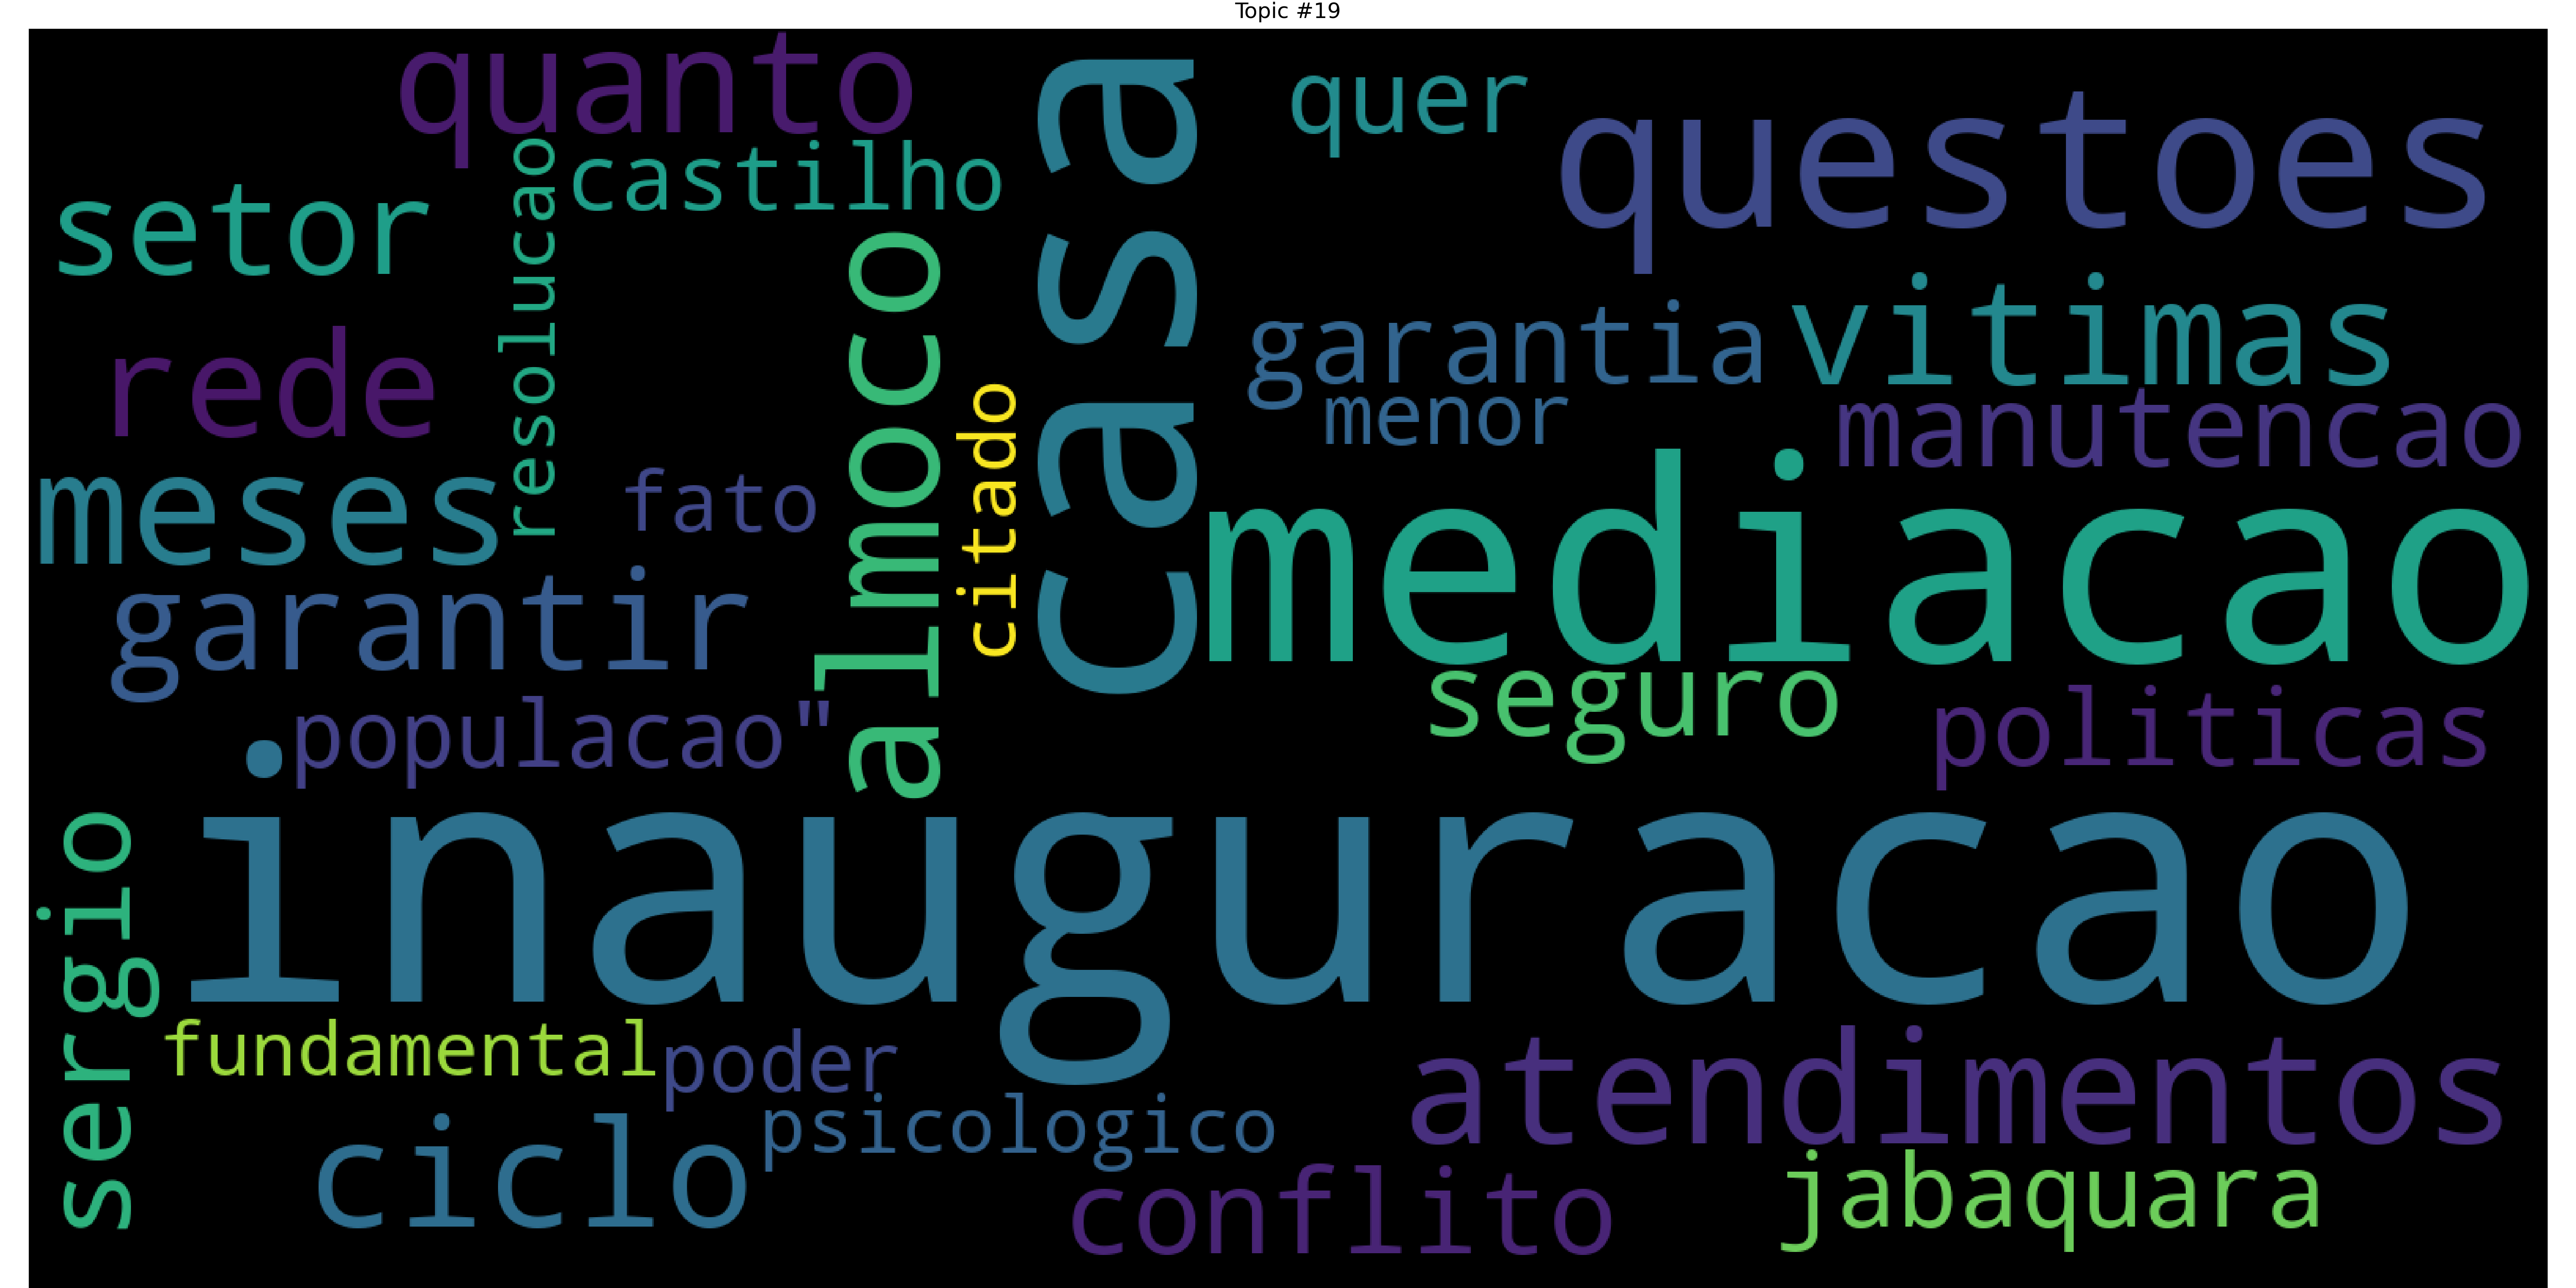 Topic #19
quanto
quer
questoes
castilho
setor
resolucao
casa
almoco
garantia
vitimas
rede
citado
menor
manutencao
meses
fato
mediacao
garantir
seguro
populacao"
politicas
inauguracao
sergio
fundamental
poder
atendimentos
psicologico
ciclo
conflito
jabaquara